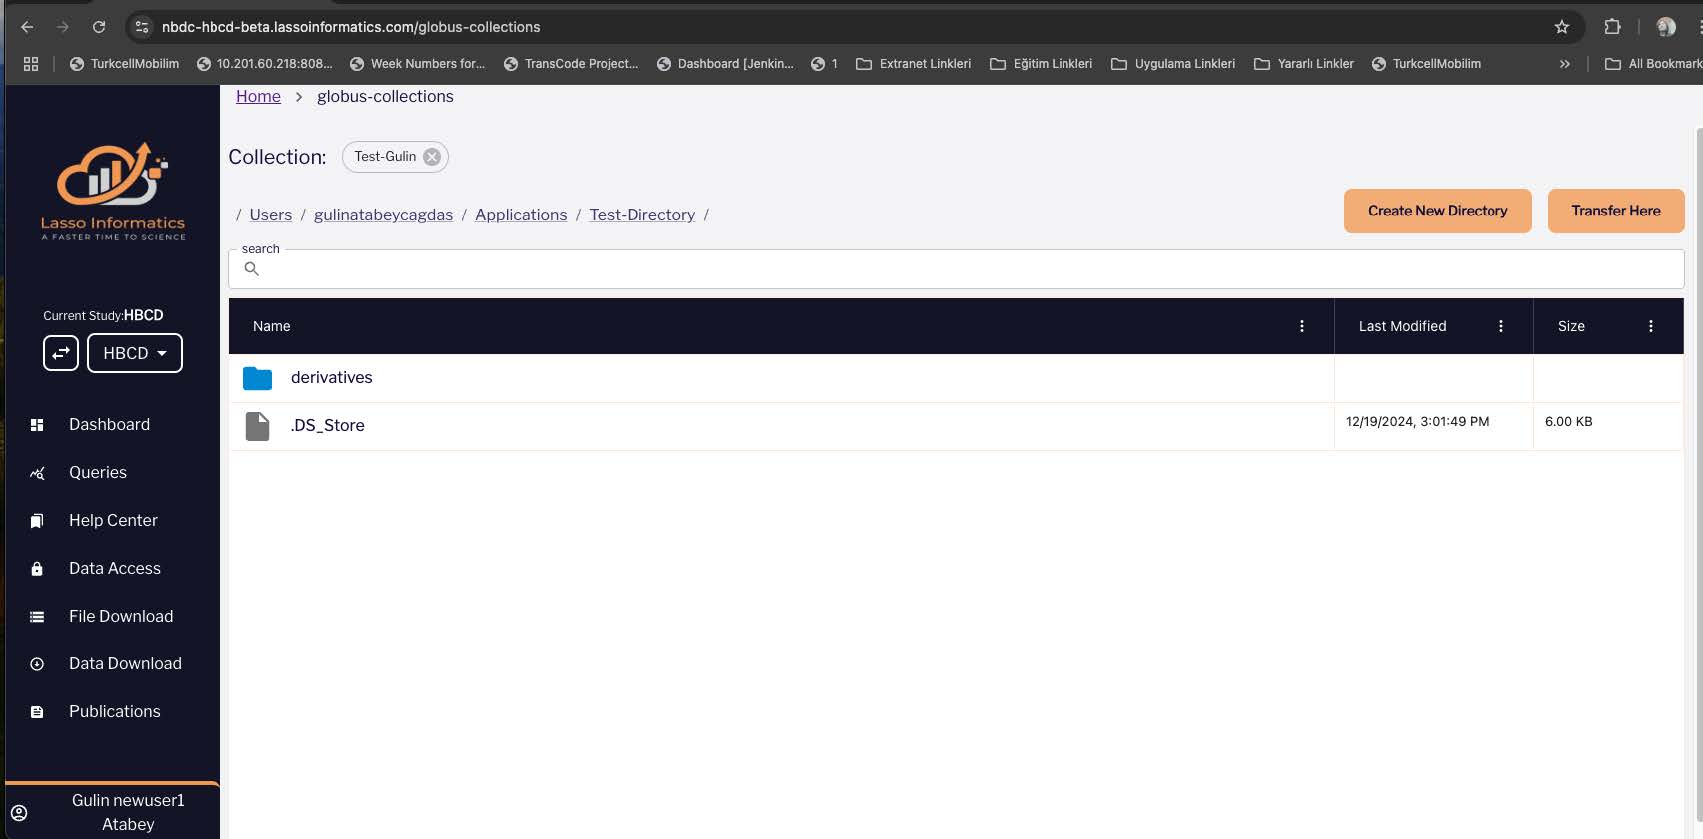 nbdc-hbcd-beta.lassoinformatics.com/globus-collections
TurkcellMobilim 10.201.60.218:808... Week Numbers for... TransCode Project... Dashboard [Jenkin... 1 Extranet Linkleri Eğitim Linkleri Uygulama Linkleri Yararlı Linkler TurkcellMobilim » All Bookmark
Home > globus-collections
Collection: Test-Gulin
/ Users / gulinatabeycagdas / Applications / Test-Directory /
Create New Directory Transfer Here
search
Name Last Modified Size
derivatives
.DS_Store 12/19/2024, 3:01:49 PM 6.00 KB
Lasso Informatics
A FASTER TIME TO SCIENCE
Current Study:HBCD
HBCD
Dashboard
Queries
Help Center
Data Access
File Download
Data Download
Publications
Gulin newuser1
Atabey